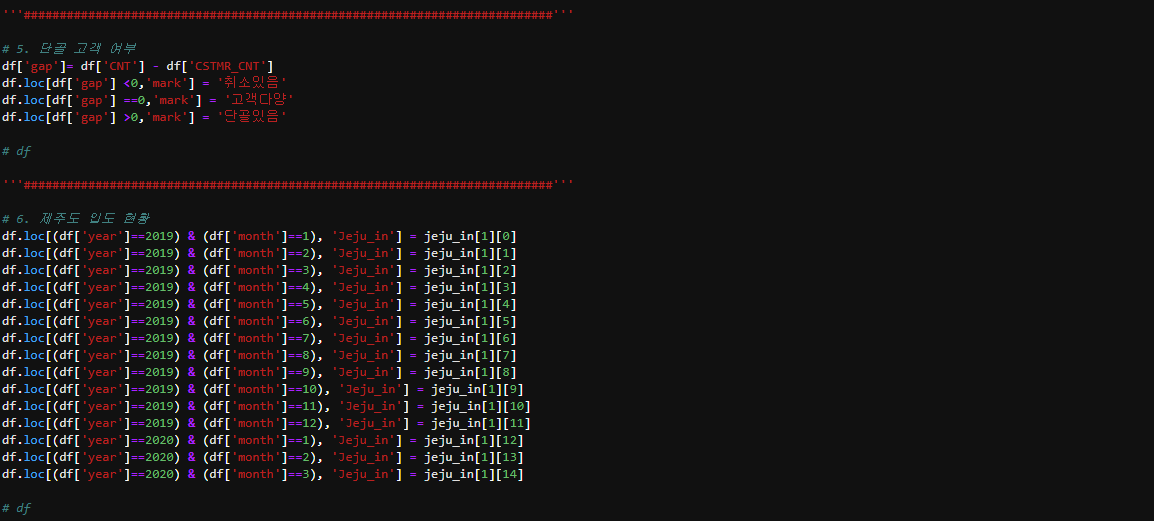 '''##########################################################################'''
# 5. 단골 고객 여부
df['gap']= df['CNT'] - df['CSTMR_CNT']
df.loc[df['gap'] <0,'mark'] = '취소있음'
df.loc[df['gap'] ==0,'mark'] = '고객다양'
df.loc[df['gap'] >0,'mark'] = '단골있음'
# df
'''##########################################################################'''
# 6. 제주도 입도 현황
df.loc[(df['year']==2019) & (df['month']==1), 'Jeju_in'] = jeju_in[1][0]
df.loc[(df['year']==2019) & (df['month']==2), 'Jeju_in'] = jeju_in[1][1]
df.loc[(df['year']==2019) & (df['month']==3), 'Jeju_in'] = jeju_in[1][2]
df.loc[(df['year']==2019) & (df['month']==4), 'Jeju_in'] = jeju_in[1][3]
df.loc[(df['year']==2019) & (df['month']==5), 'Jeju_in'] = jeju_in[1][4]
df.loc[(df['year']==2019) & (df['month']==6), 'Jeju_in'] = jeju_in[1][5]
df.loc[(df['year']==2019) & (df['month']==7), 'Jeju_in'] = jeju_in[1][6]
df.loc[(df['year']==2019) & (df['month']==8), 'Jeju_in'] = jeju_in[1][7]
df.loc[(df['year']==2019) & (df['month']==9), 'Jeju_in'] = jeju_in[1][8]
df.loc[(df['year']==2019) & (df['month']==10), 'Jeju_in'] = jeju_in[1][9]
df.loc[(df['year']==2019) & (df['month']==11), 'Jeju_in'] = jeju_in[1][10]
df.loc[(df['year']==2019) & (df['month']==12), 'Jeju_in'] = jeju_in[1][11]
df.loc[(df['year']==2020) & (df['month']==1), 'Jeju_in'] = jeju_in[1][12]
df.loc[(df['year']==2020) & (df['month']==2), 'Jeju_in'] = jeju_in[1][13]
df.loc[(df['year']==2020) & (df['month']==3), 'Jeju_in'] = jeju_in[1][14]
# df